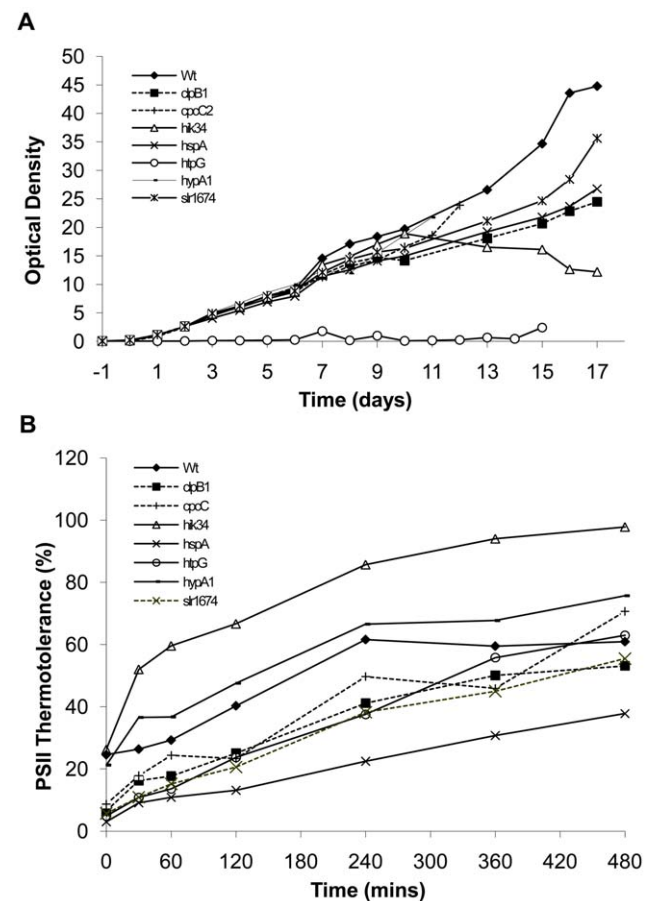 A
50
45
40
35
30
25
20
15
10
5
0
Optical Density
Wt
clpB1
cpcC2
hik34
hspA
htpG
hypA1
slr1674
-1 1 3 5 7 9 11 13 15 17
Time (days)
B
120
100
80
60
40
20
0
PSII Thermotolerance (%)
Wt
clpB1
cpcC
hik34
hspA
htpG
hypA1
slr1674
0 60 120 180 240 300 360 420 480
Time (mins)